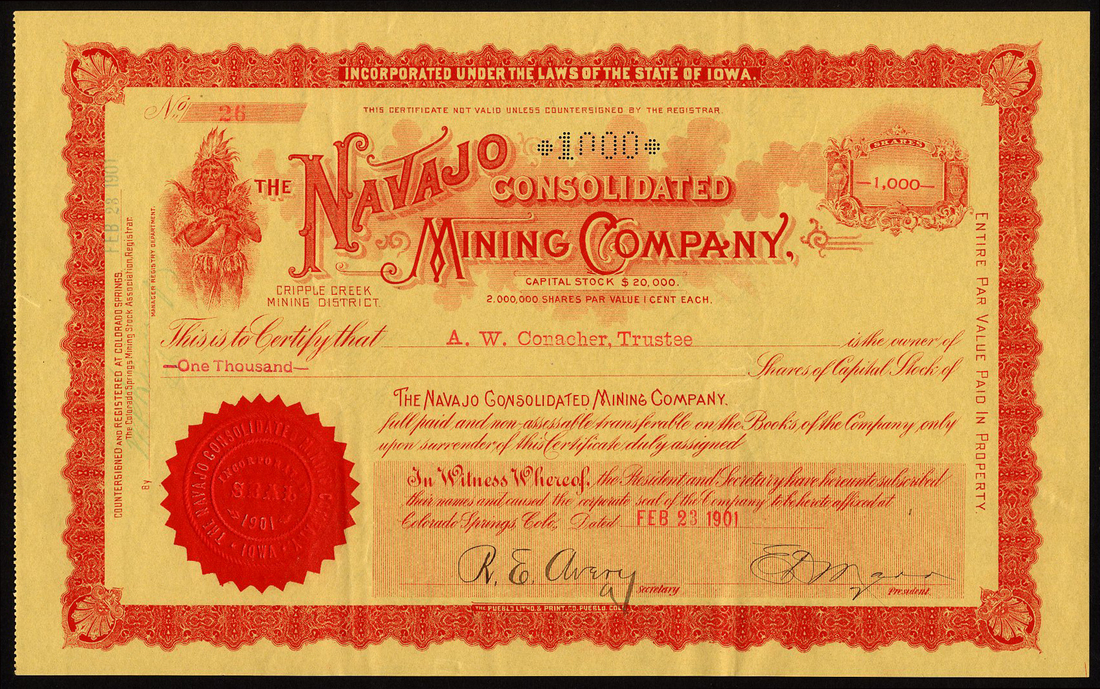 INCORPORATED UNDER THE LAWS OF THE STATE OF IOWA.
No. 26
THIS CERTIFICATE NOT VALID UNLESS COUNTERSIGNED BY THE REGISTRAR.
*1000*
THE NAVAJO
CONSOLIDATED
MINING COMPANY,
SHARES
—1,000—
CAPITAL STOCK $20,000.
2,000,000 SHARES PAR VALUE 1 CENT EACH.
CRIPPLE CREEK
MINING DISTRICT.
This is to Certify that A. W. Conacher, Trustee is the owner of
—One Thousand— Shares of Capital Stock of
THE NAVAJO CONSOLIDATED MINING COMPANY.
full paid and non-assessable transferable on the Books of the Company only
upon surrender of this Certificate duly assigned
In Witness Whereof, the President and Secretary have hereunto subscribed
their names and caused the corporate seal of the Company to be hereto affixed at
Colorado Springs, Colo., Dated FEB 23 1901
R. E. Avery
Secretary
President.
THE PUEBLO LITHO & PRINT. CO. PUEBLO, COLO.
COUNTERSIGNED AND REGISTERED AT COLORADO SPRINGS
The Colorado Springs Mining Stock Association, Registrar
By
MANAGER REGISTRY DEPARTMENT.
FEB 23 1901
ENTIRE PAR VALUE PAID IN PROPERTY.
THE NAVAJO CONSOLIDATED MINING COMPANY
INCORPORATED
SEAL
1901
IOWA